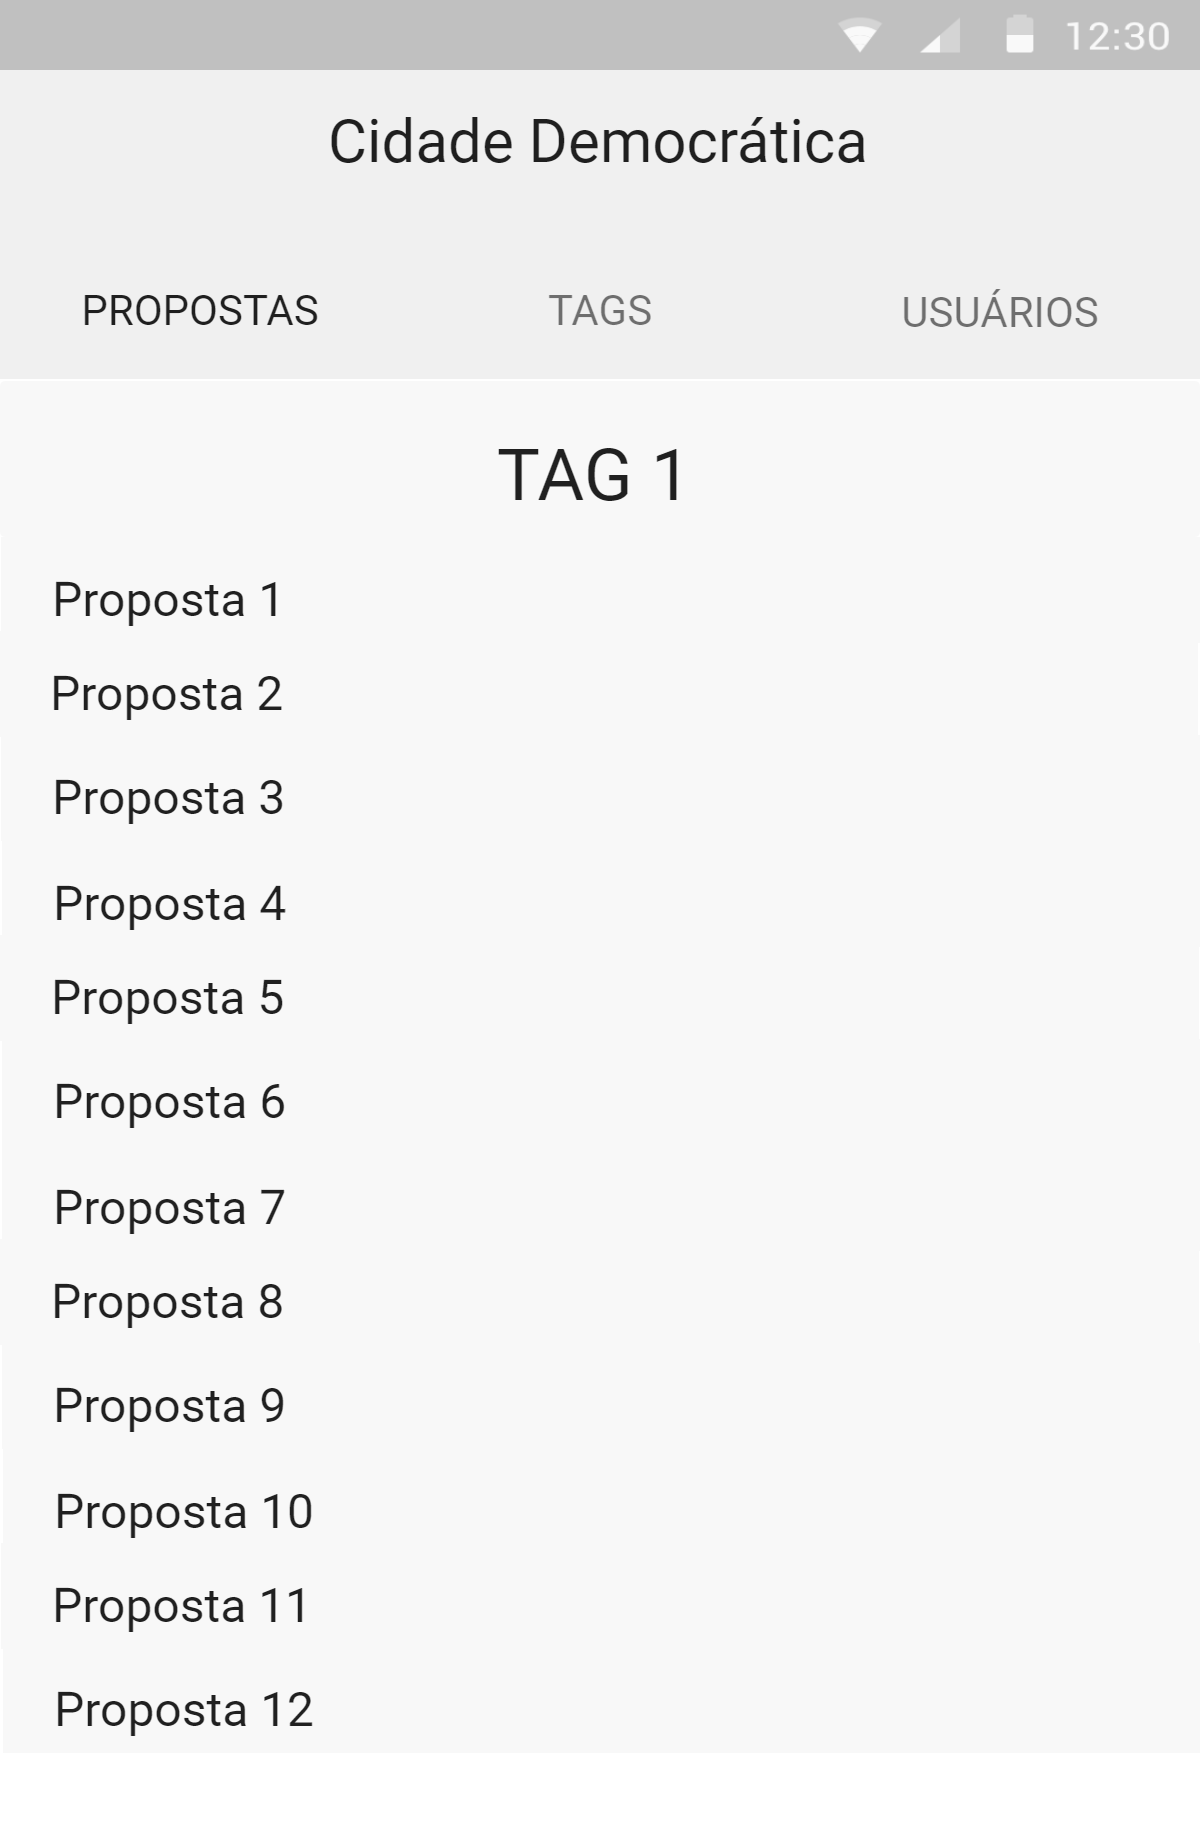 12:30
Cidade Democrática
PROPOSTAS TAGS USUÁRIOS
TAG 1
Proposta 1
Proposta 2
Proposta 3
Proposta 4
Proposta 5
Proposta 6
Proposta 7
Proposta 8
Proposta 9
Proposta 10
Proposta 11
Proposta 12